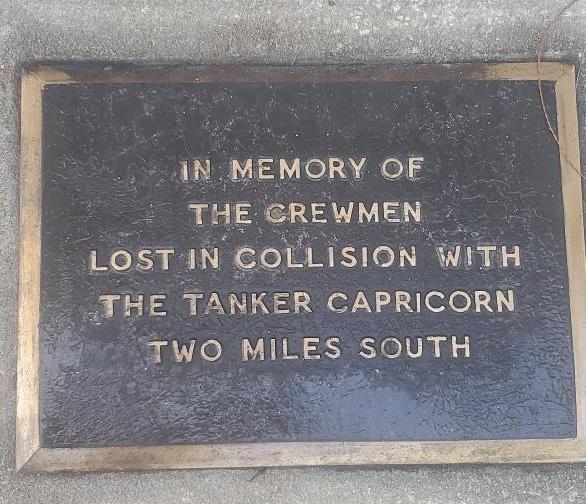 IN MEMORY OF
THE CREWMEN
LOST IN COLLISION WITH
THE TANKER CAPRICORN
TWO MILES SOUTH